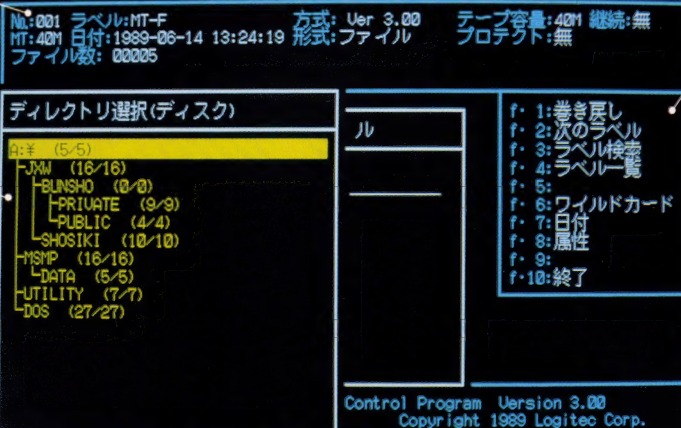 No.:001 ラベル:MT-F 方式: Ver 3.00 テープ容量:40M 継続:無
MT:40M 日付:1989-06-14 13:24:19 形式:ファイル プロテクト:無
ファイル数: 00005
ディレクトリ選択(ディスク)
A:¥ (5/5)
JXW (16/16)
BUNSHO (0/0)
PRIVATE (9/9)
PUBLIC (4/4)
SHOSIKI (10/10)
MSMP (16/16)
DATA (5/5)
UTILITY (7/7)
DOS (27/27)
ル
f・ 1:巻き戻し
f・ 2:次のラベル
f・ 3:ラベル検索
f・ 4:ラベル一覧
f・ 5:
f・ 6:ワイルドカード
f・ 7:日付
f・ 8:属性
f・ 9:
f・10:終了
Control Program Version 3.00
Copyright 1989 Logitec Corp.